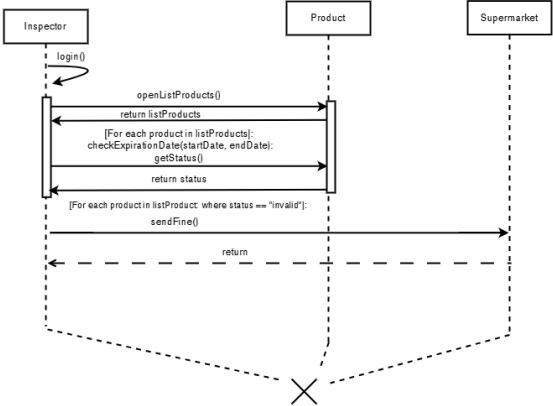 Inspector
Product
Supermarket
login()
openListProducts()
return listProducts
[For each product in listProducts]:
checkExpirationDate(startDate, endDate):
getStatus()
return status
[For each product in listProduct: where status == "invalid"]:
sendFine()
return